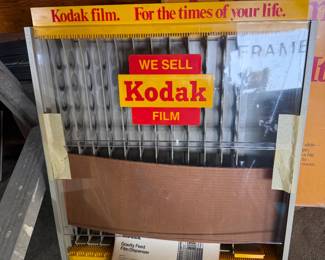 Kodak film. For the times of your life.
WE SELL
Kodak
FILM
FRAME
Gravity Feed
Film Dispenser